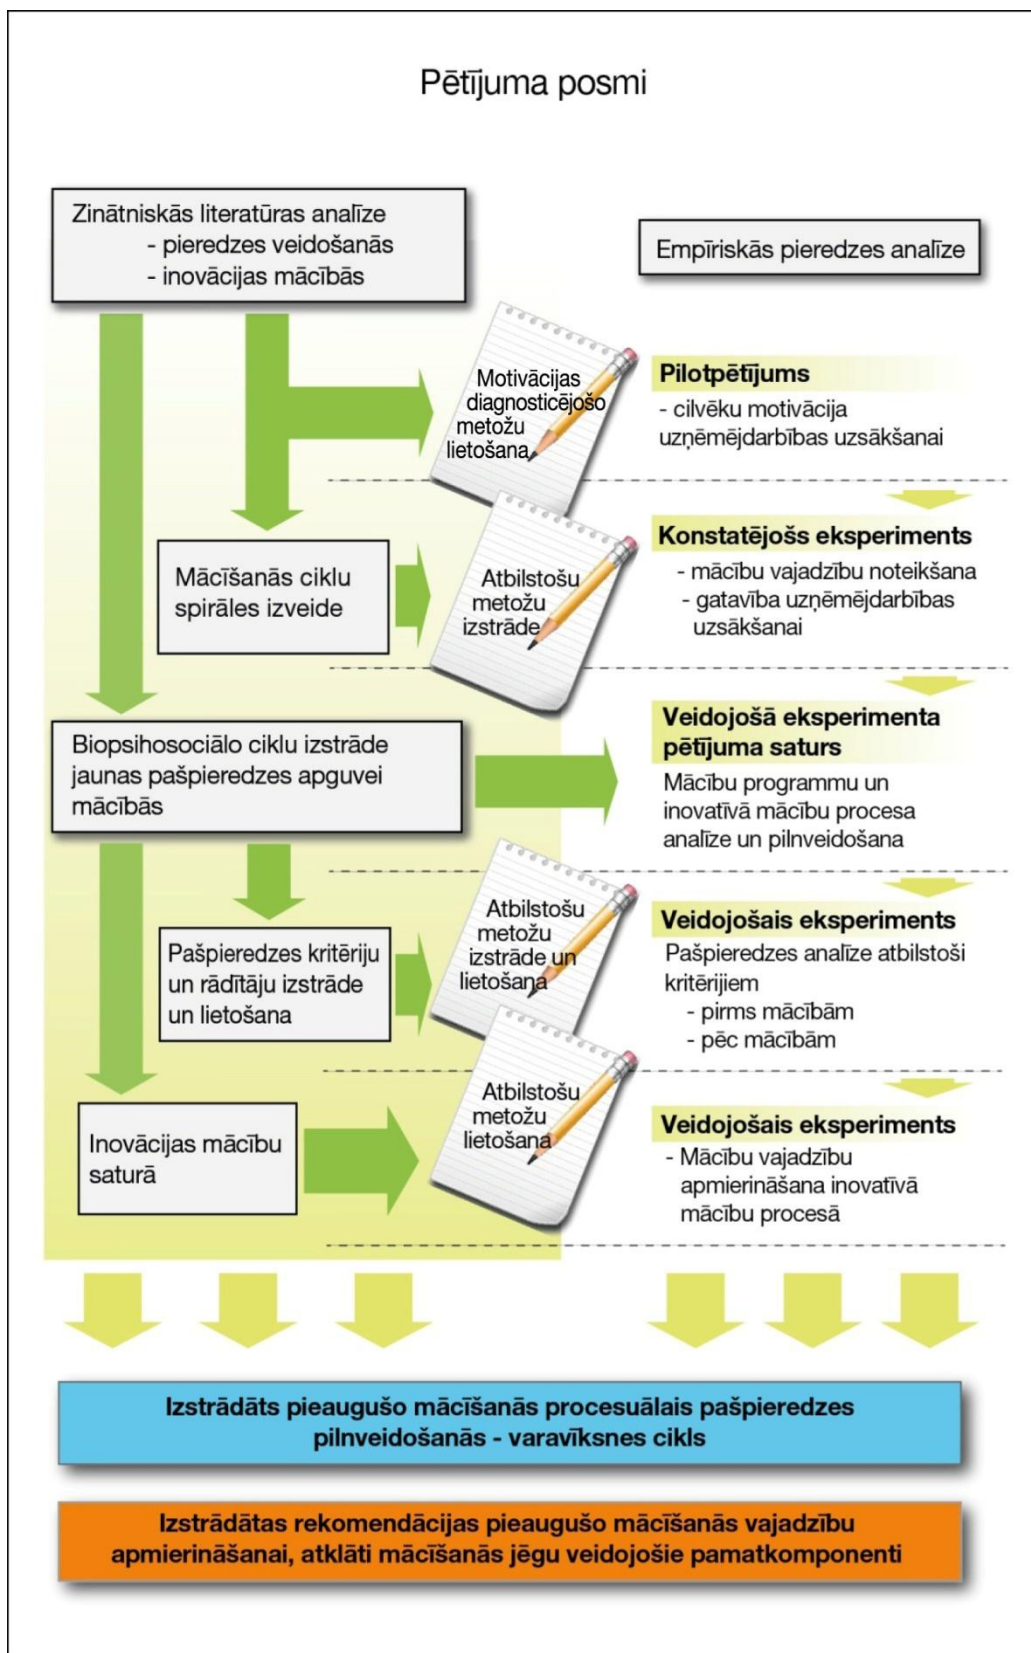 Pētījuma posmi
Zinātniskās literatūras analīze
- pieredzes veidošanās
- inovācijas mācībās
Empīriskās pieredzes analīze
Motivācijas
diagnosticējošo
metožu
lietošana
Pilotpētījums
- cilvēku motivācija
uzņēmējdarbības uzsākšanai
Mācīšanās ciklu
spirāles izveide
Atbilstošu
metožu
izstrāde
Konstatējošs eksperiments
- mācību vajadzību noteikšana
- gatavība uzņēmējdarbības
uzsākšanai
Biopsihosociālo ciklu izstrāde
jaunas pašpieredzes apguvei
mācībās
Veidojošā eksperimenta
pētījuma saturs
Mācību programmu un
inovatīvā mācību procesa
analīze un pilnveidošana
Pašpieredzes kritēriju
un rādītāju izstrāde
un lietošana
Atbilstošu
metožu
izstrāde un
lietošana
Veidojošais eksperiments
Pašpieredzes analīze atbilstoši
kritērijiem
- pirms mācībām
- pēc mācībām
Inovācijas mācību
saturā
Atbilstošu
metožu
lietošana
Veidojošais eksperiments
- Mācību vajadzību
apmierināšana inovatīvā
mācību procesā
Izstrādāts pieaugušo mācīšanās procesuālais pašpieredzes
pilnveidošanās - varavīksnes cikls
Izstrādātas rekomendācijas pieaugušo mācīšanās vajadzību
apmierināšanai, atklāti mācīšanās jēgu veidojošie pamatkomponenti